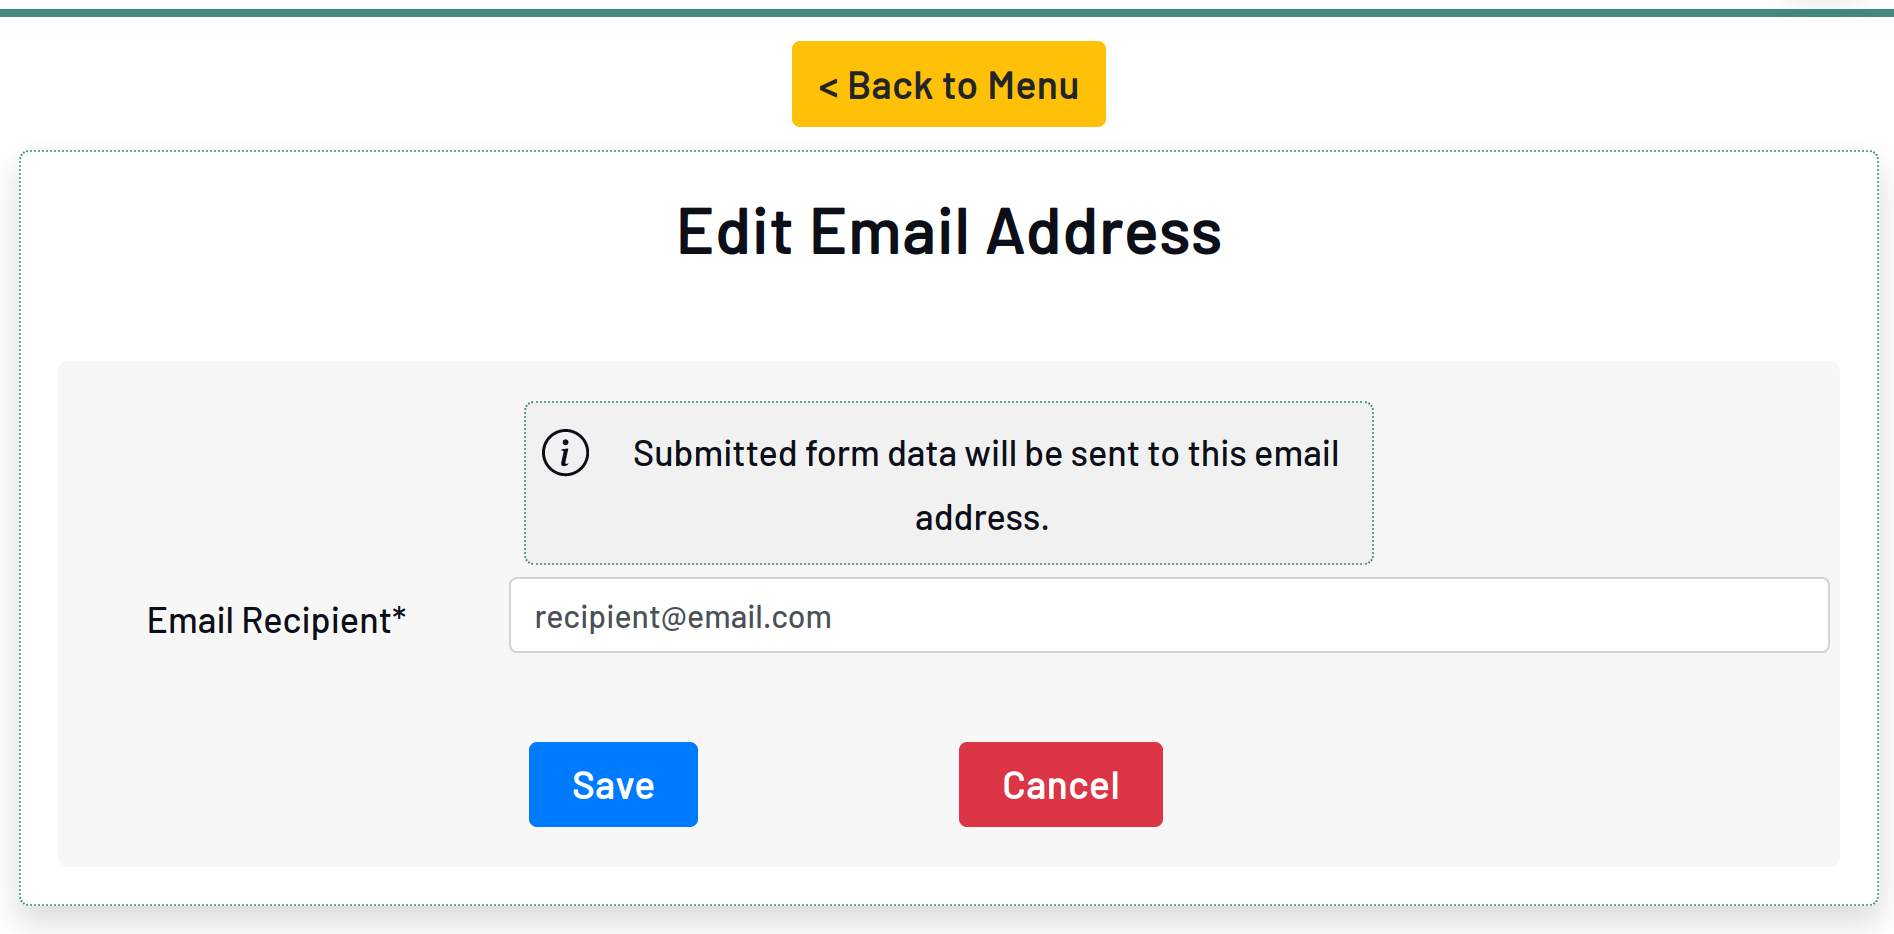 < Back to Menu
Edit Email Address
i
Submitted form data will be sent to this email
address.
Email Recipient*
recipient@email.com
Save
Cancel